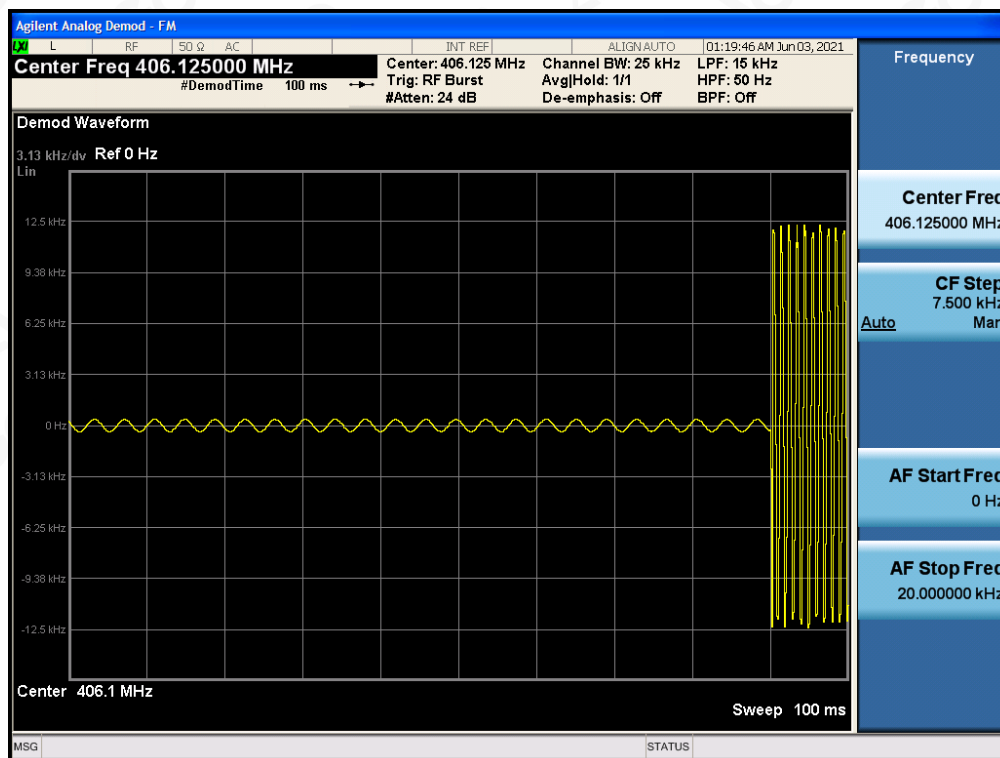 Agilent Analog Demod - FM
LXI L RF 50 Ω AC INT REF ALIGN AUTO 01:19:46 AM Jun 03, 2021
Center Freq 406.125000 MHz
#DemodTime 100 ms
Center: 406.125 MHz Channel BW: 25 kHz LPF: 15 kHz
Trig: RF Burst Avg|Hold: 1/1 HPF: 50 Hz
#Atten: 24 dB De-emphasis: Off BPF: Off
Demod Waveform
3.13 kHz/dv Ref 0 Hz
Lin
12.5 kHz
9.38 kHz
6.25 kHz
3.13 kHz
0 Hz
-3.13 kHz
-6.25 kHz
-9.38 kHz
-12.5 kHz
Center 406.1 MHz
Sweep 100 ms
MSG STATUS
Frequency
Center Freq
406.125000 MHz
CF Step
7.500 kHz
Auto Man
AF Start Freq
0 Hz
AF Stop Freq
20.000000 kHz